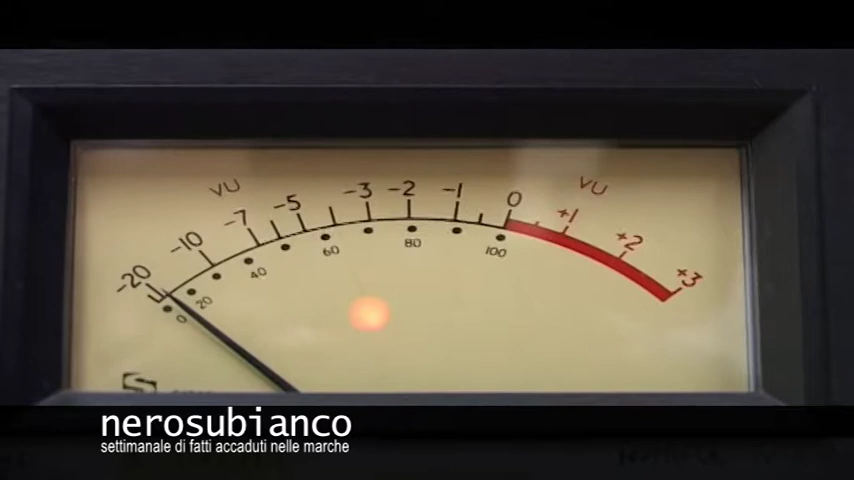 VU VU
-20 -10 -7 -5 -3 -2 -1 0 +1 +2 +3
0 20 40 60 80 100
nerosubianco
settimanale di fatti accaduti nelle marche